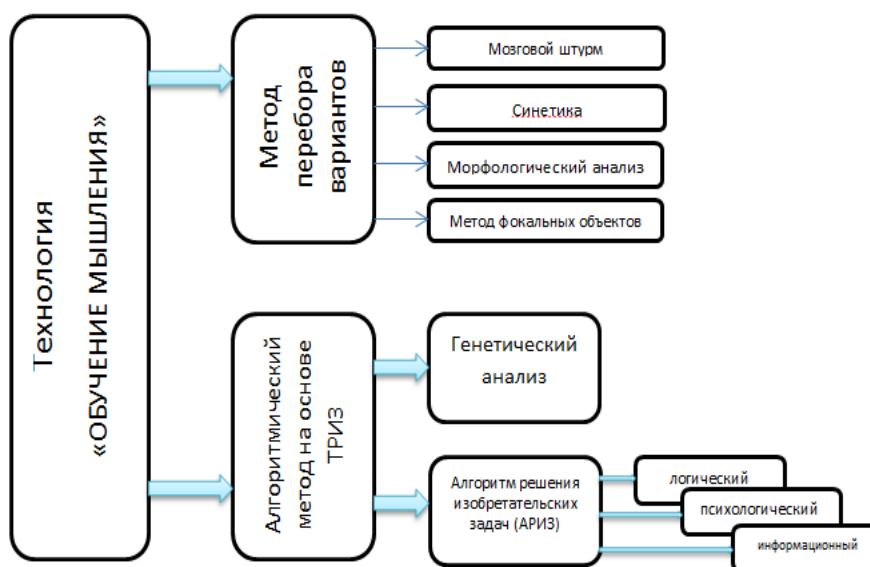 Технология
«ОБУЧЕНИЕ МЫШЛЕНИЯ»
Метод
перебора
вариантов
Мозговой штурм
Синетика
Морфологический анализ
Метод фокальных объектов
Алгоритмический
метод на основе
ТРИЗ
Генетический
анализ
Алгоритм решения
изобретательских
задач (АРИЗ)
логический
психологический
информационный